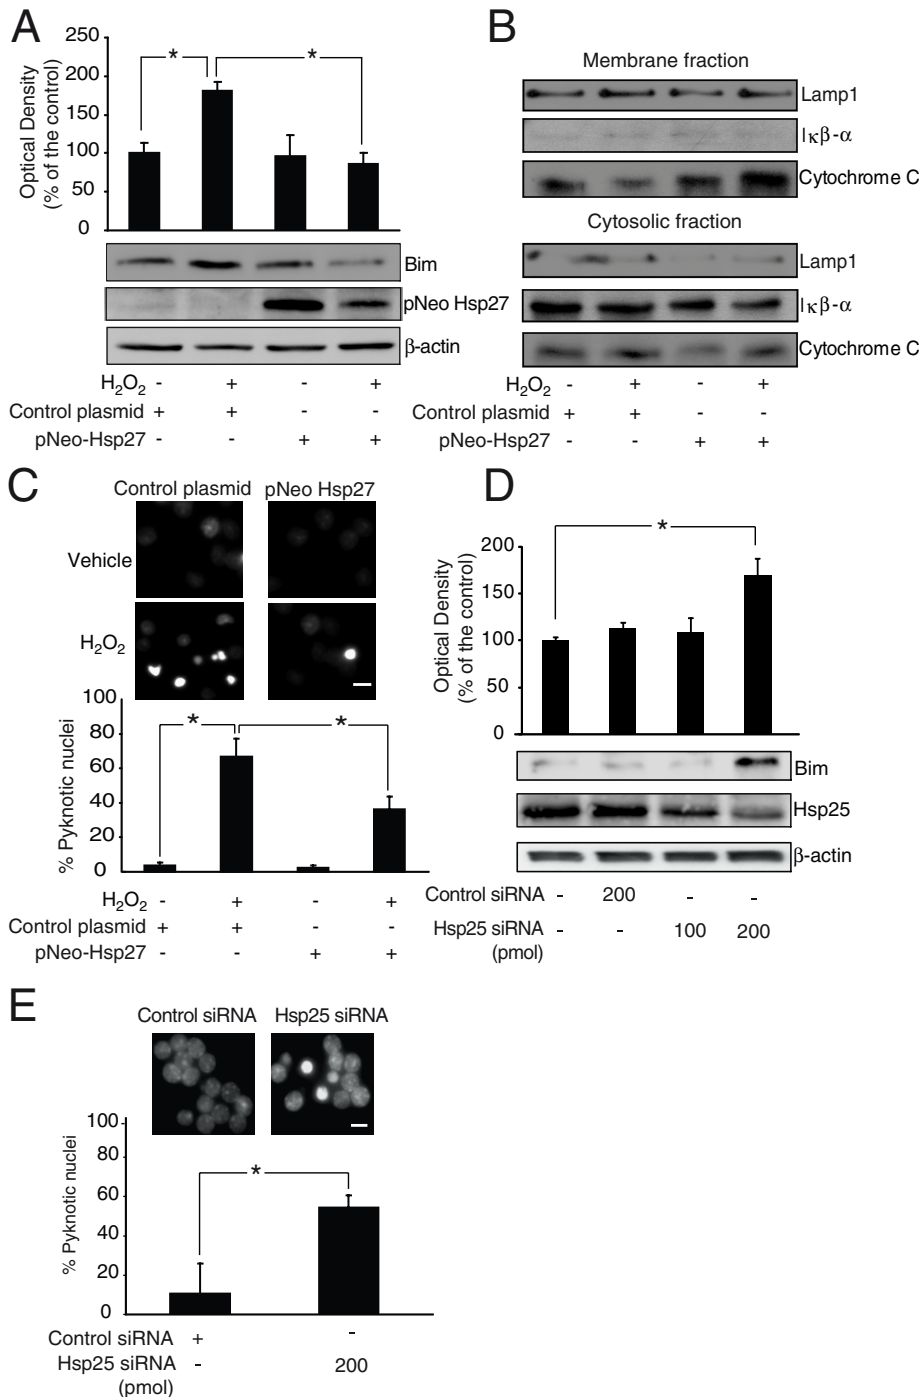 A
Optical Density
(% of the control)
250
200
150
100
50
0
*
*
Bim
pNeo Hsp27
β-actin
H2O2 - + - +
Control plasmid + + - -
pNeo-Hsp27 - - + +
B
Membrane fraction
Lamp1
Iκβ-α
Cytochrome C
Cytosolic fraction
Lamp1
Iκβ-α
Cytochrome C
H2O2 - + - +
Control plasmid + + - -
pNeo-Hsp27 - - + +
C
Control plasmid pNeo Hsp27
Vehicle
H2O2
% Pyknotic nuclei
100
80
60
40
20
0
*
*
H2O2 - + - +
Control plasmid + + - -
pNeo-Hsp27 - - + +
D
Optical Density
(% of the control)
200
150
100
50
0
*
Bim
Hsp25
β-actin
Control siRNA - 200 - -
Hsp25 siRNA - - 100 200
(pmol)
E
Control siRNA Hsp25 siRNA
% Pyknotic nuclei
100
80
60
40
20
0
*
Control siRNA + -
Hsp25 siRNA - 200
(pmol)